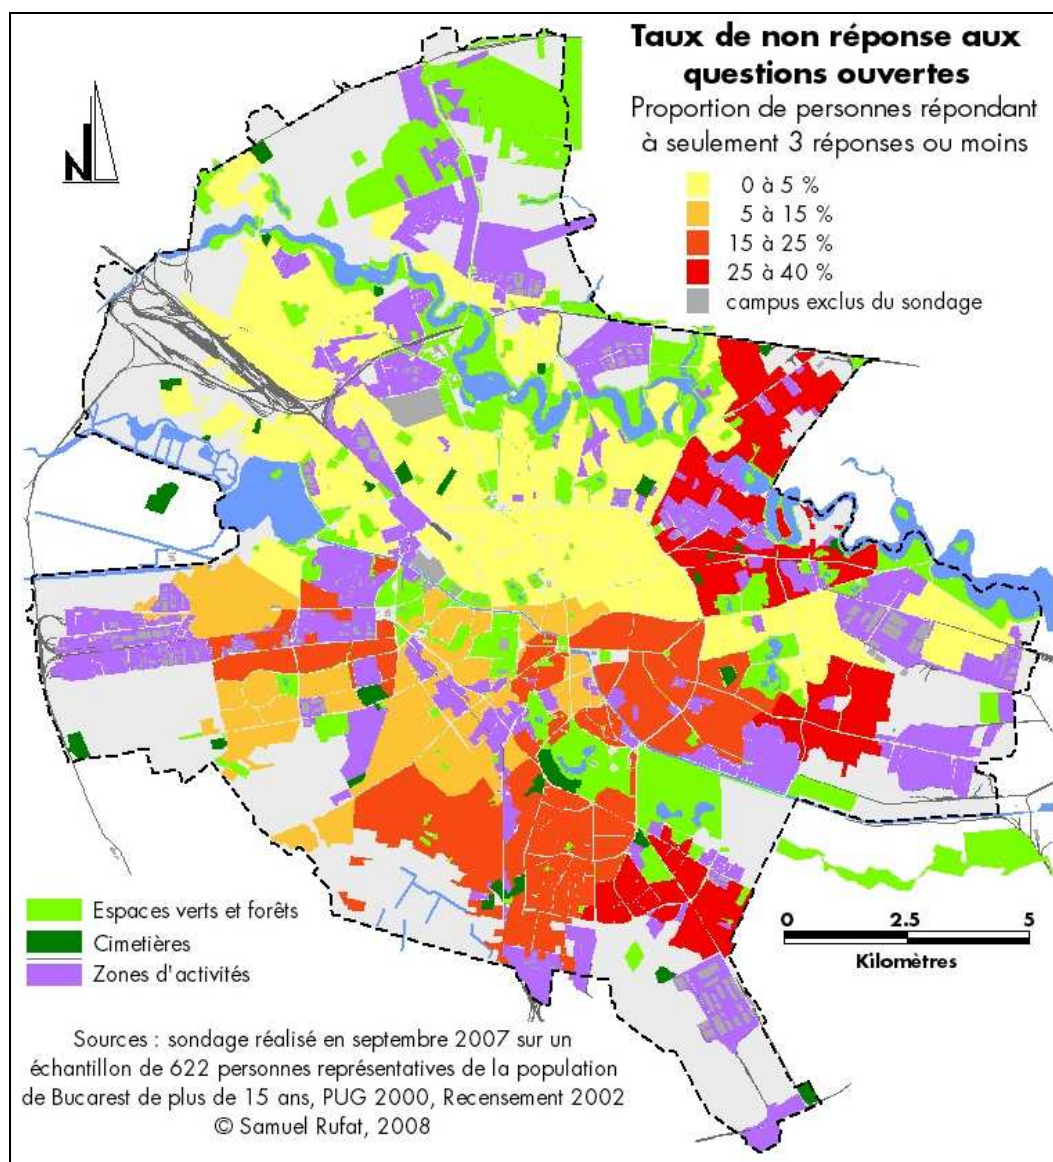 Taux de non réponse aux
questions ouvertes
Proportion de personnes répondant
à seulement 3 réponses ou moins
0 à 5 %
5 à 15 %
15 à 25 %
25 à 40 %
campus exclus du sondage
N
Espaces verts et forêts
Cimetières
Zones d'activités
0 2.5 5
Kilomètres
Sources : sondage réalisé en septembre 2007 sur un
échantillon de 622 personnes représentatives de la population
de Bucarest de plus de 15 ans, PUG 2000, Recensement 2002
© Samuel Rufat, 2008